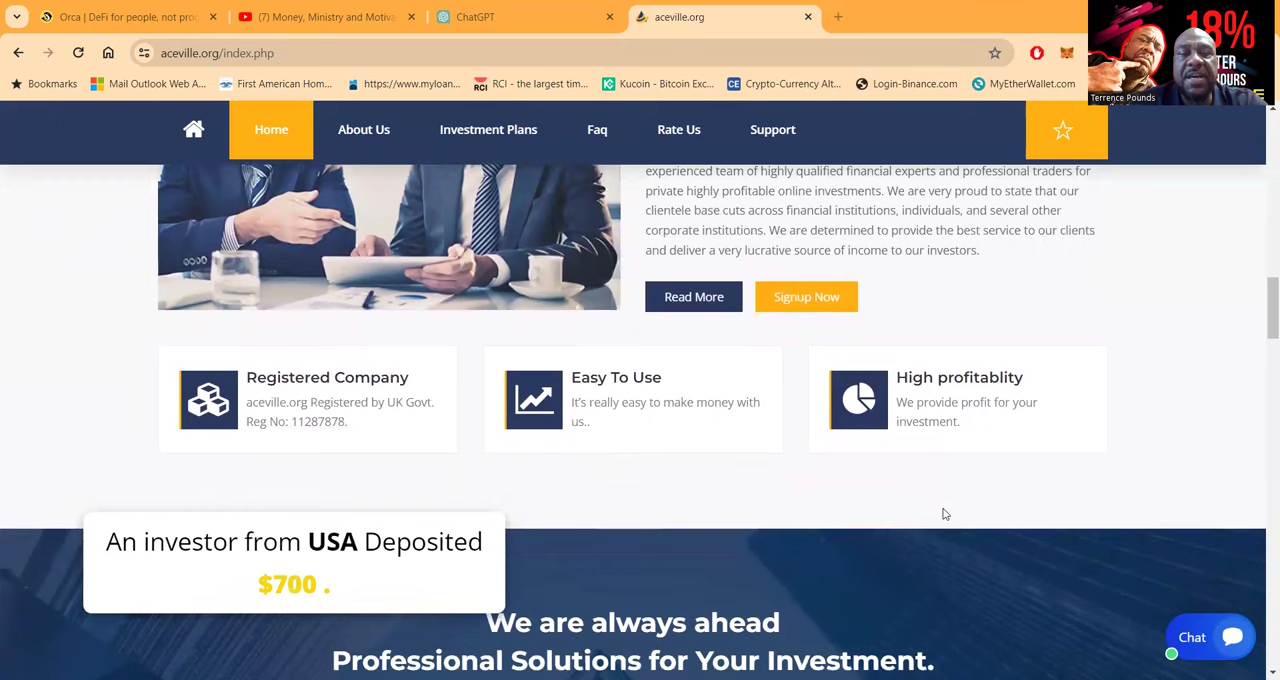 Orca | DeFi for people, not proc
(7) Money, Ministry and Motiva
ChatGPT
aceville.org
aceville.org/index.php
Bookmarks
Mail Outlook Web A...
First American Hom...
https://www.myloan...
RCI
RCI - the largest tim...
Kucoin - Bitcoin Exc...
CE
Crypto-Currency Alt...
Login-Binance.com
MyEtherWallet.com
18%
HOURS
Terrence Pounds
Home
About Us
Investment Plans
Faq
Rate Us
Support
experienced team of highly qualified financial experts and professional traders for
private highly profitable online investments. We are very proud to state that our
clientele base cuts across financial institutions, individuals, and several other
corporate institutions. We are determined to provide the best service to our clients
and deliver a very lucrative source of income to our investors.
Read More
Signup Now
Registered Company
aceville.org Registered by UK Govt.
Reg No: 11287878.
Easy To Use
It's really easy to make money with
us..
High profitablity
We provide profit for your
investment.
An investor from USA Deposited
$700 .
We are always ahead
Professional Solutions for Your Investment.
Chat